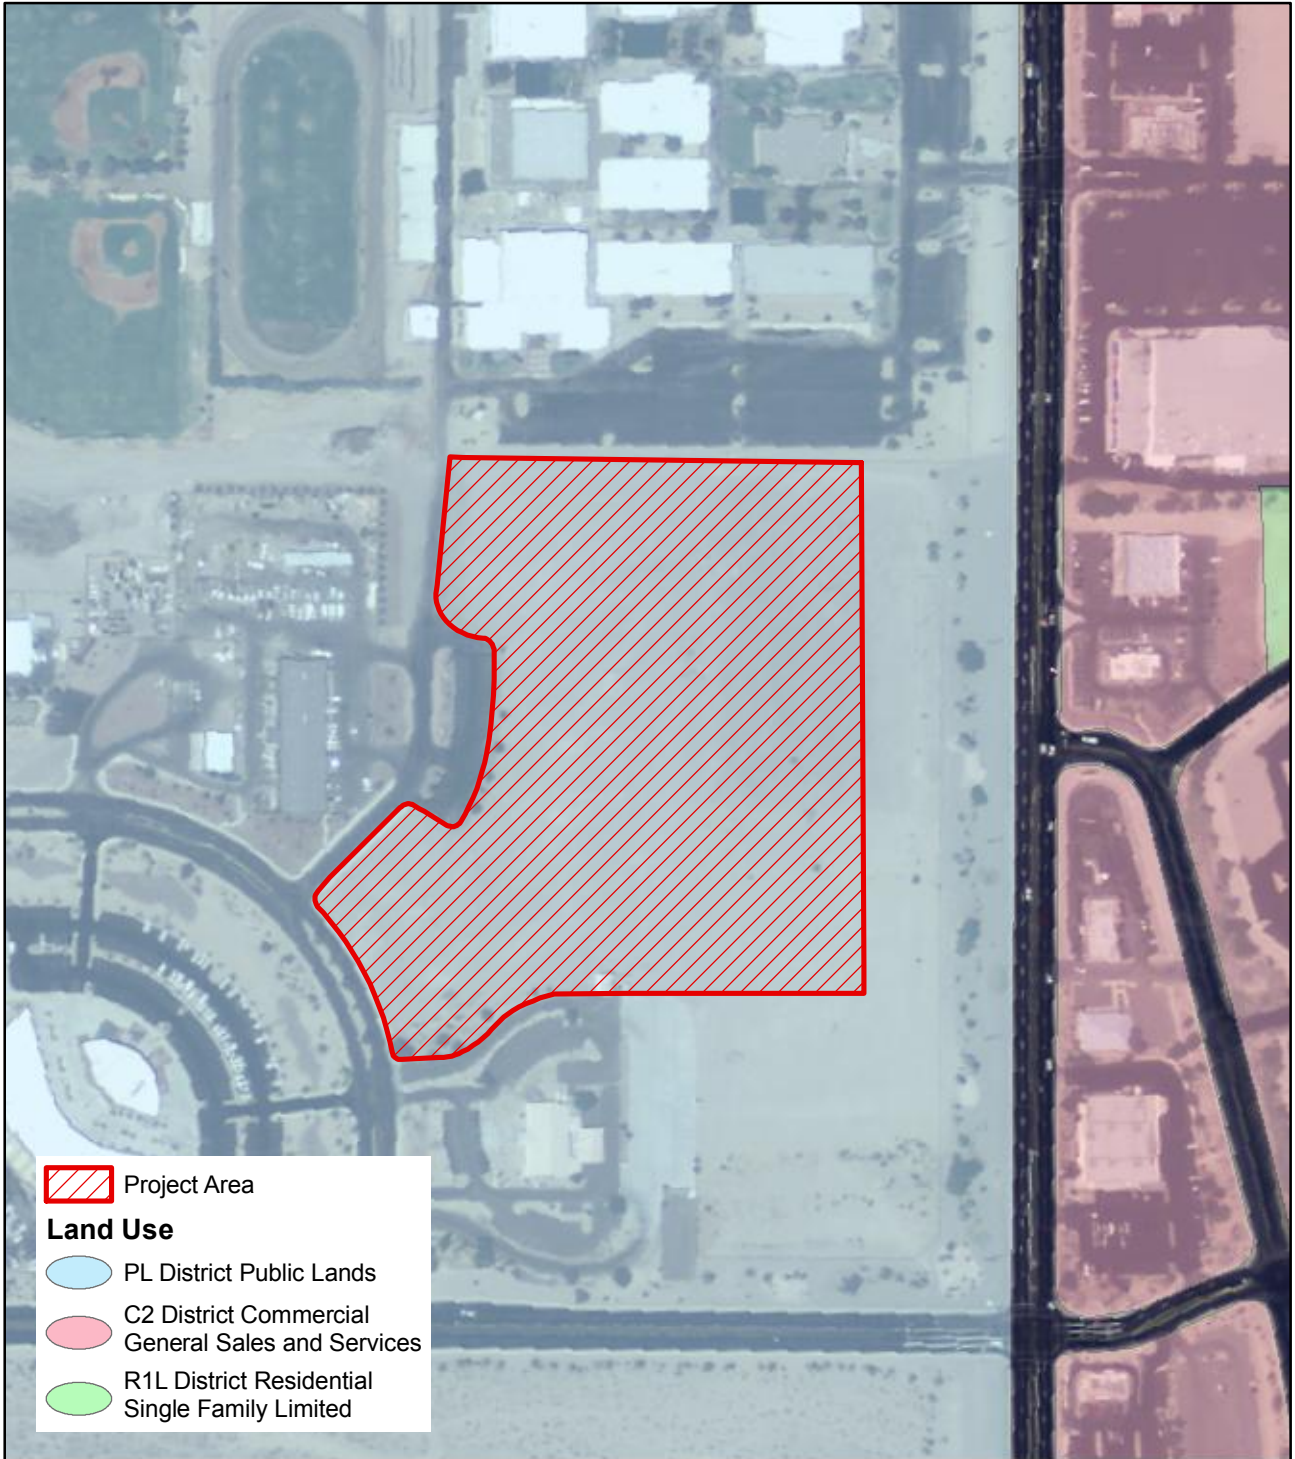 Project Area
Land Use
PL District Public Lands
C2 District Commercial
General Sales and Services
R1L District Residential
Single Family Limited